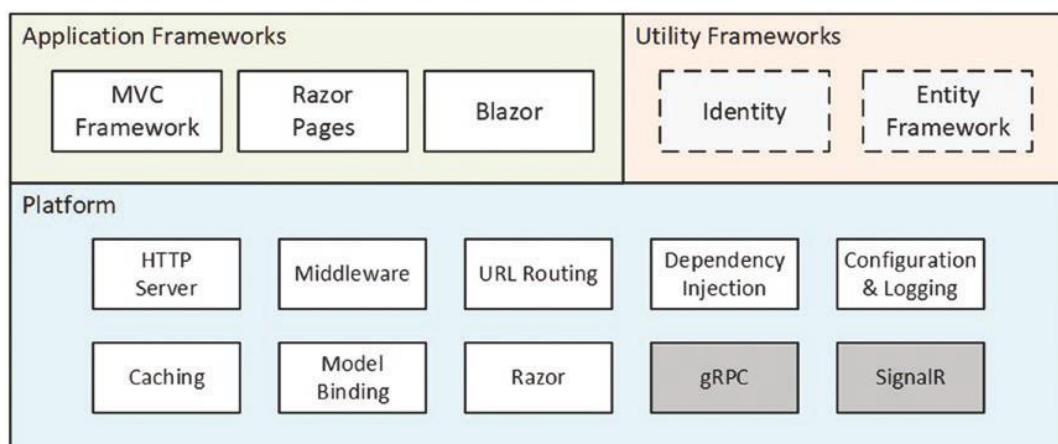 Application Frameworks
MVC
Framework
Razor
Pages
Blazor
Utility Frameworks
Identity
Entity
Framework
Platform
HTTP
Server
Middleware
URL Routing
Dependency
Injection
Configuration
& Logging
Caching
Model
Binding
Razor
gRPC
SignalR